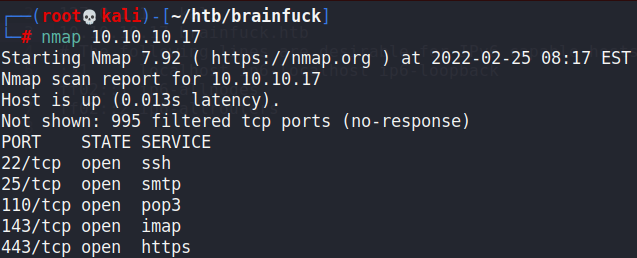 ┌──(root💀kali)-[~/htb/brainfuck]
└─# nmap 10.10.10.17
Starting Nmap 7.92 ( https://nmap.org ) at 2022-02-25 08:17 EST
Nmap scan report for 10.10.10.17
Host is up (0.013s latency).
Not shown: 995 filtered tcp ports (no-response)
PORT    STATE SERVICE
22/tcp  open  ssh
25/tcp  open  smtp
110/tcp open  pop3
143/tcp open  imap
443/tcp open  https